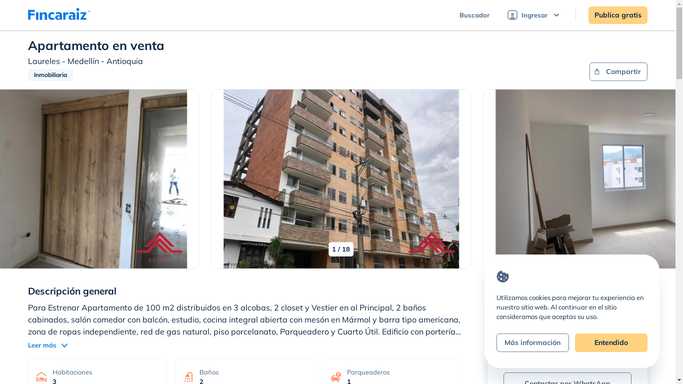 Fincaraiz
Buscador
Ingresar
Publica gratis
Apartamento en venta
Laureles - Medellín - Antioquia
Inmobiliaria
Compartir
1 / 18
Descripción general
Para Estrenar Apartamento de 100 m2 distribuidos en 3 alcobas, 2 closet y Vestier en al Principal, 2 baños
cabinados, salón comedor con balcón, estudio, cocina integral abierta con mesón en Mármol y barra tipo americana,
zona de ropas independiente, red de gas natural, piso porcelanato, Parqueadero y Cuarto Útil. Edificio con portería...
Leer más
Habitaciones
3
Baños
2
Parqueaderos
1
Utilizamos cookies para mejorar tu experiencia en
nuestro sitio web. Al continuar en el sitio
consideramos que aceptas su uso.
Más información
Entendido
Contactar por WhatsApp